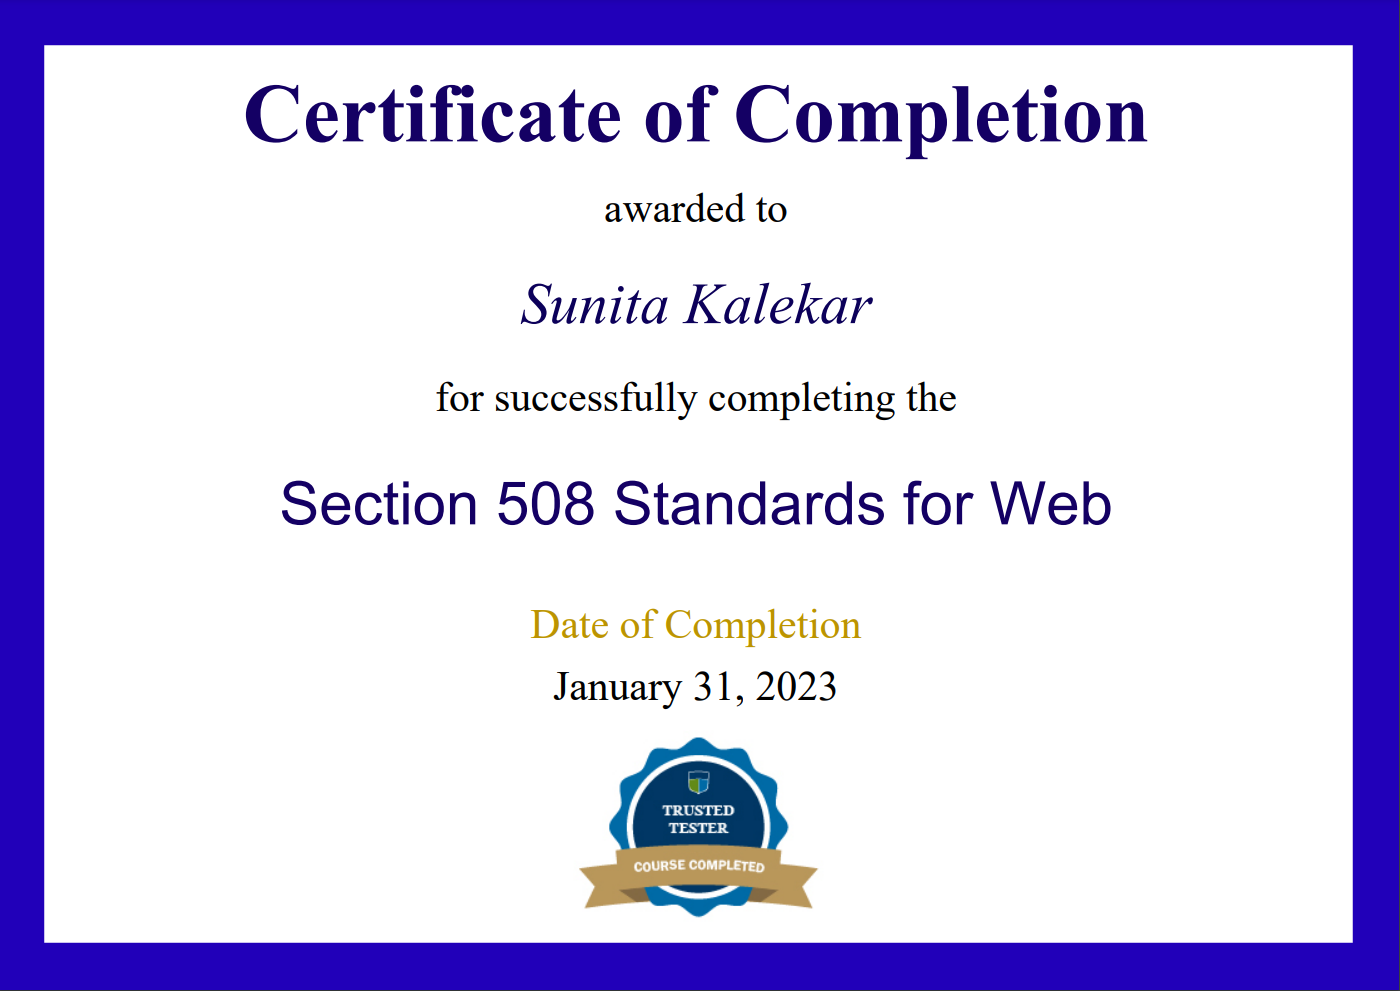 Certificate of Completion
awarded to
Sunita Kalekar
for successfully completing the
Section 508 Standards for Web
Date of Completion
January 31, 2023
TRUSTED
TESTER
COURSE COMPLETED